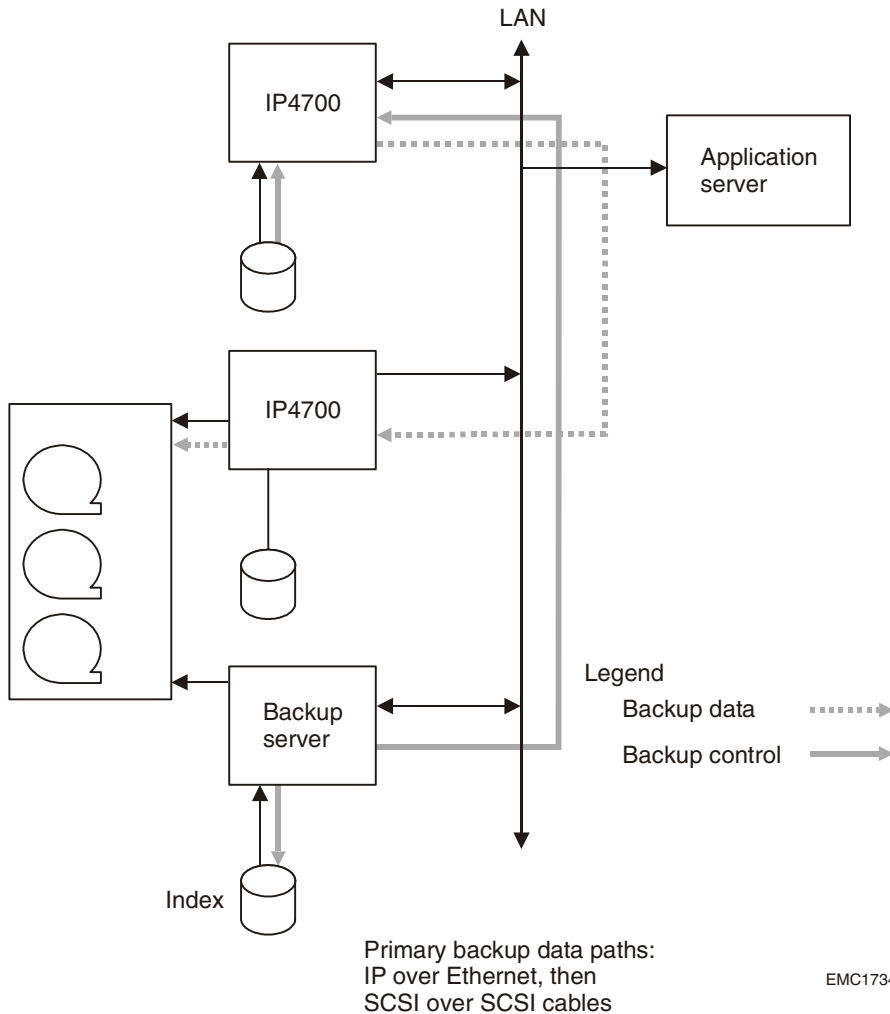 LAN
IP4700
Application
server
IP4700
Backup
server
Legend
Backup data
Backup control
Index
Primary backup data paths:
IP over Ethernet, then
SCSI over SCSI cables
EMC1734